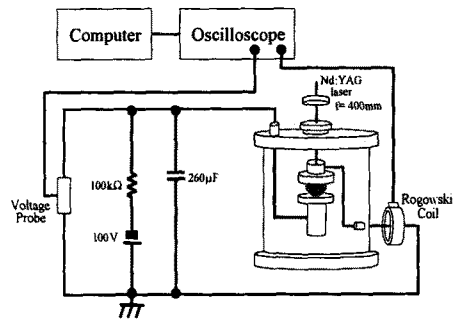 Computer
Oscilloscope
Nd:YAG
laser
f= 400mm
100kΩ
260μF
Voltage
Probe
100V
Rogowski
Coil